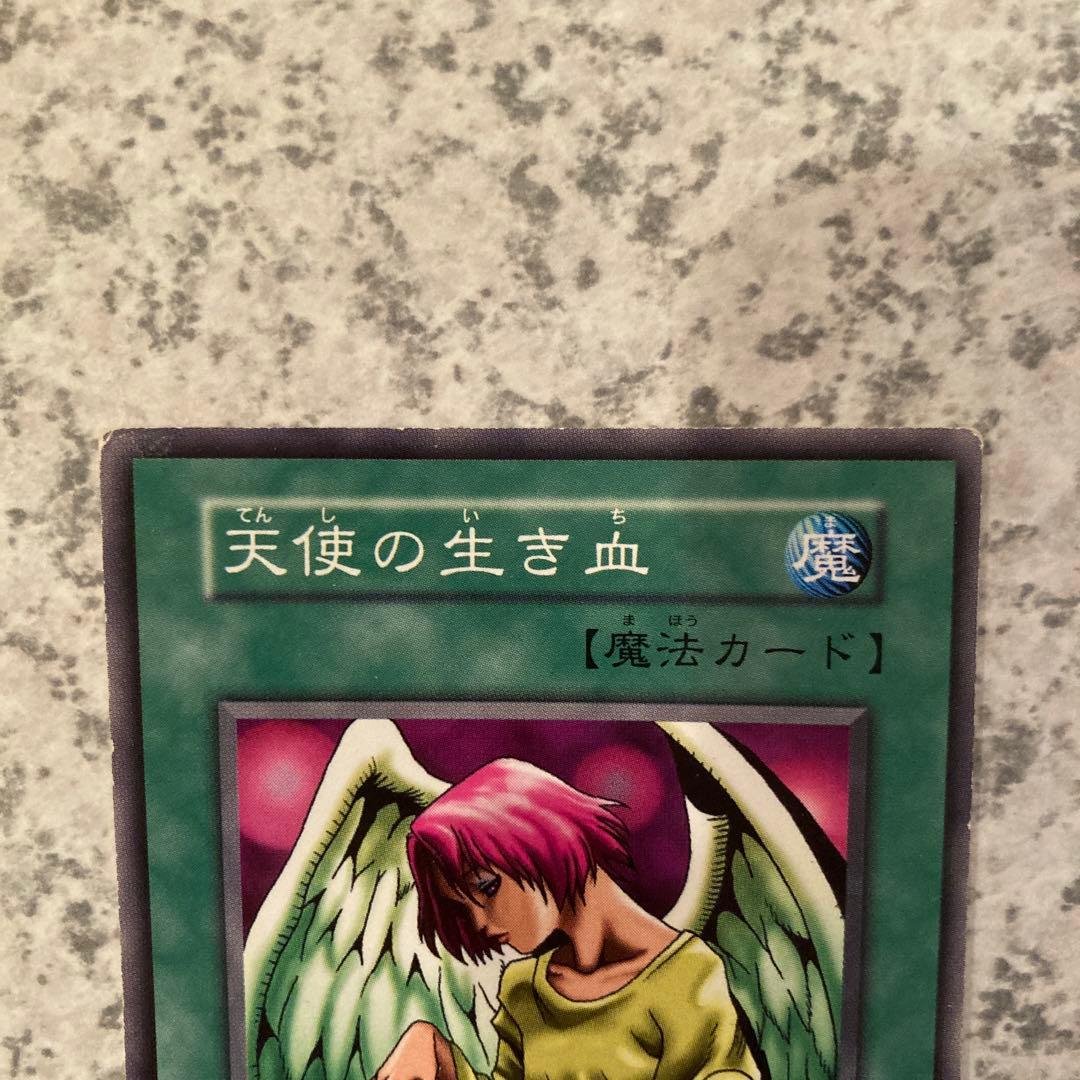 てんし い ち
天使の生き血
ま
魔
ま ほう
【魔法カード】